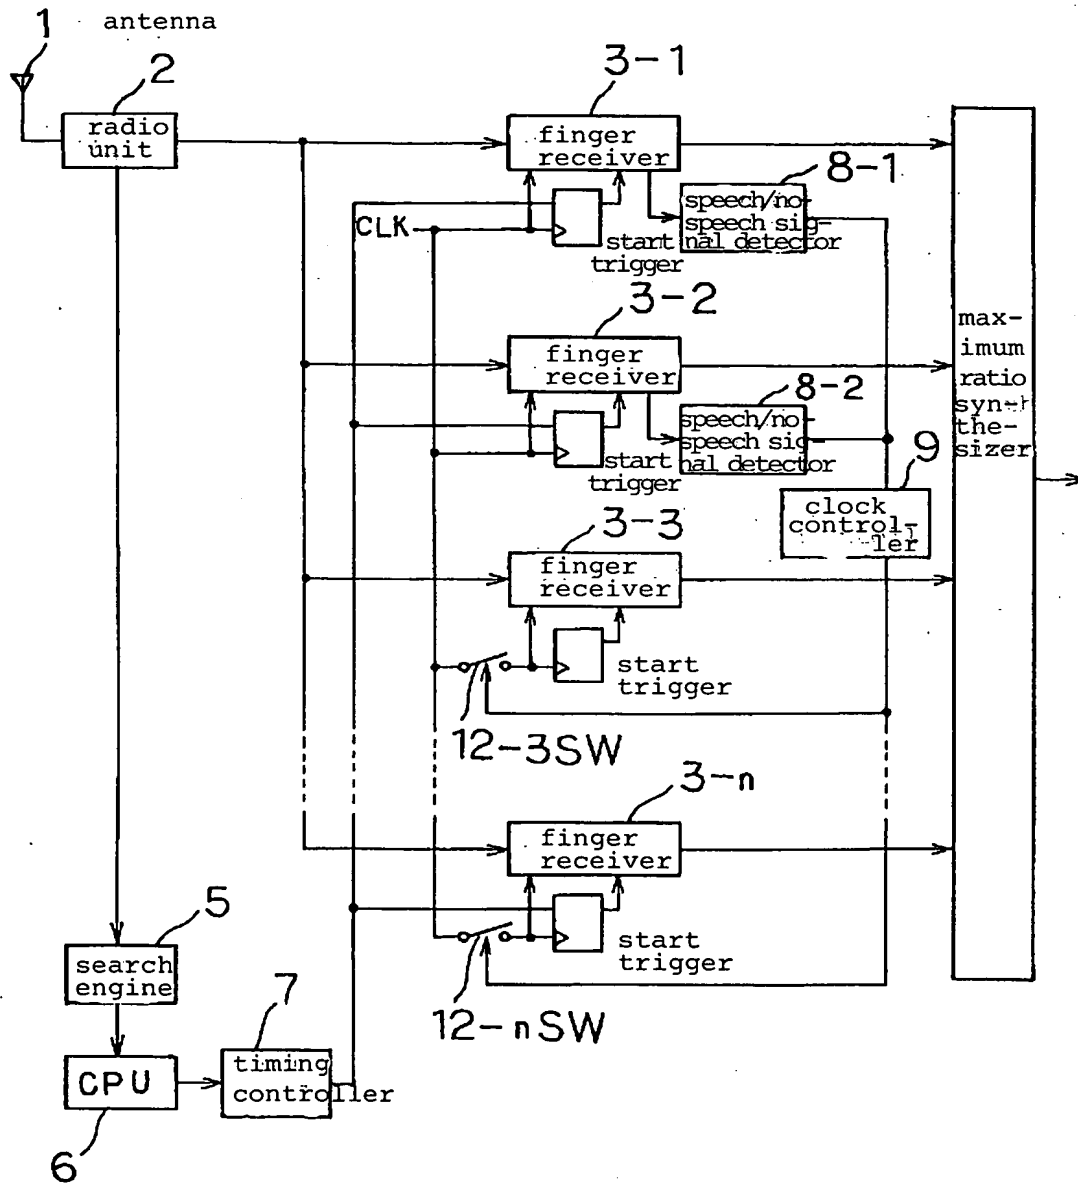 1 antenna
2
radio
unit
3-1
finger
receiver
8-1
speech/no-
speech sig-
nal detector
CLK
start
trigger
3-2
finger
receiver
8-2
speech/no-
speech sig-
nal detector
start
trigger
max-
imum
ratio
syn-
the-
sizer
9
clock
control-
ler
3-3
finger
receiver
start
trigger
12-3SW
3-n
finger
receiver
start
trigger
12-nSW
5
search
engine
7
timing
controller
CPU
6